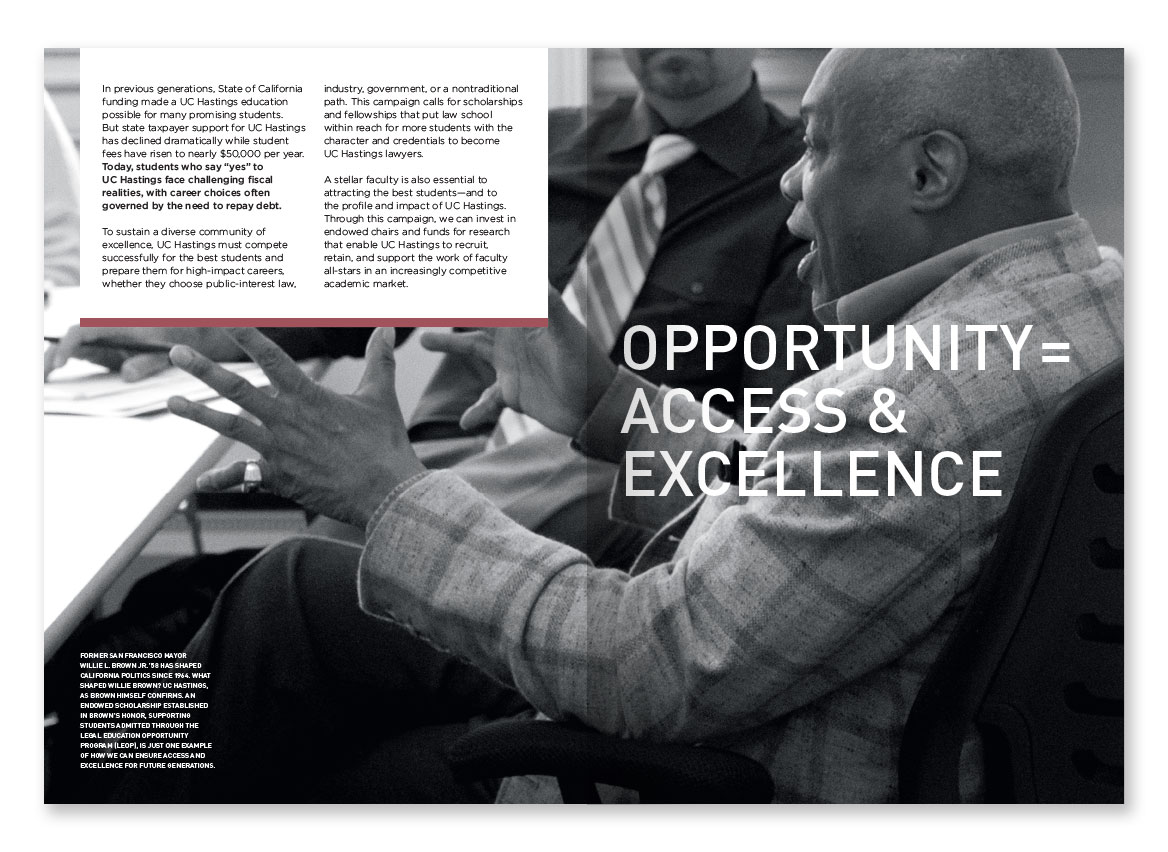 In previous generations, State of California
funding made a UC Hastings education
possible for many promising students.
But state taxpayer support for UC Hastings
has declined dramatically while student
fees have risen to nearly $50,000 per year.
Today, students who say “yes” to
UC Hastings face challenging fiscal
realities, with career choices often
governed by the need to repay debt.
To sustain a diverse community of
excellence, UC Hastings must compete
successfully for the best students and
prepare them for high-impact careers,
whether they choose public-interest law,
industry, government, or a nontraditional
path. This campaign calls for scholarships
and fellowships that put law school
within reach for more students with the
character and credentials to become
UC Hastings lawyers.
A stellar faculty is also essential to
attracting the best students—and to
the profile and impact of UC Hastings.
Through this campaign, we can invest in
endowed chairs and funds for research
that enable UC Hastings to recruit,
retain, and support the work of faculty
all-stars in an increasingly competitive
academic market.
OPPORTUNITY=
ACCESS &
EXCELLENCE
FORMER SAN FRANCISCO MAYOR
WILLIE L. BROWN JR. '58 HAS SHAPED
CALIFORNIA POLITICS SINCE 1964. WHAT
SHAPED WILLIE BROWN? UC HASTINGS,
AS BROWN HIMSELF CONFIRMS. AN
ENDOWED SCHOLARSHIP ESTABLISHED
IN BROWN'S HONOR, SUPPORTING
STUDENTS ADMITTED THROUGH THE
LEGAL EDUCATION OPPORTUNITY
PROGRAM (LEOP), IS JUST ONE EXAMPLE
OF HOW WE CAN ENSURE ACCESS AND
EXCELLENCE FOR FUTURE GENERATIONS.